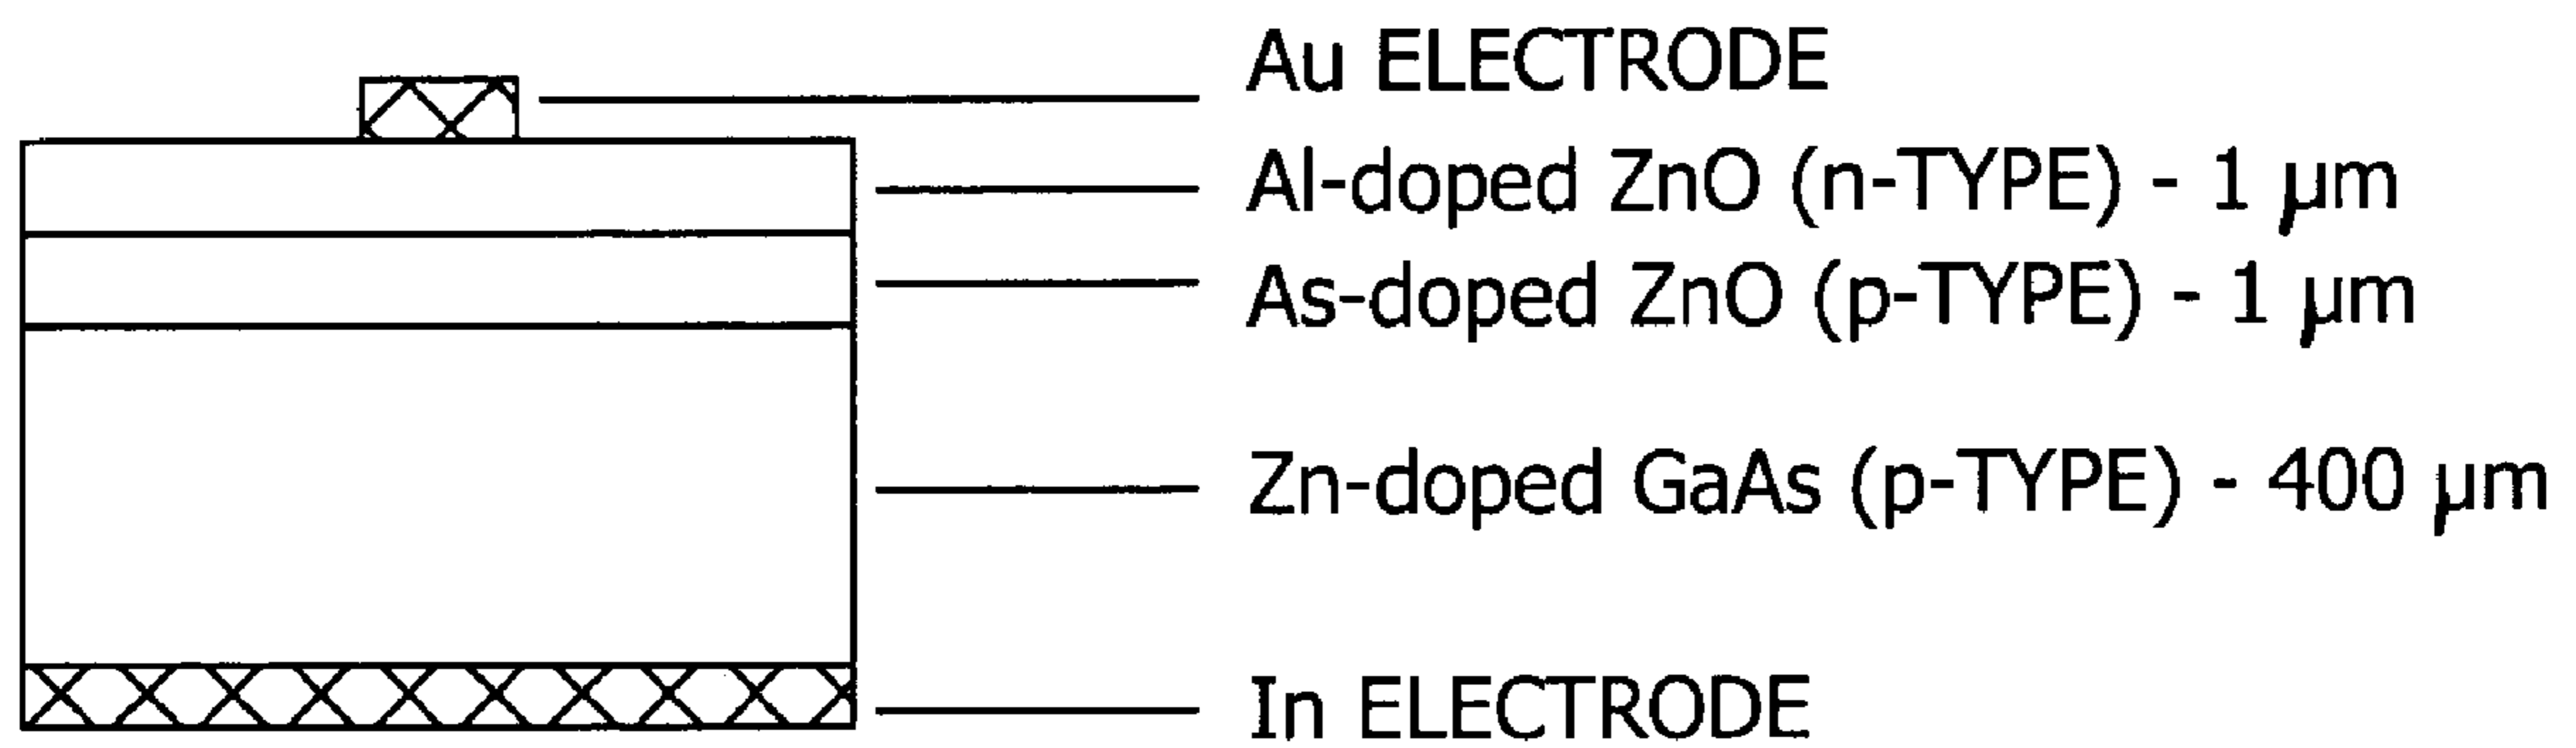 Au ELECTRODE
Al-doped ZnO (n-TYPE) - 1 µm
As-doped ZnO (p-TYPE) - 1 µm
Zn-doped GaAs (p-TYPE) - 400 µm
In ELECTRODE